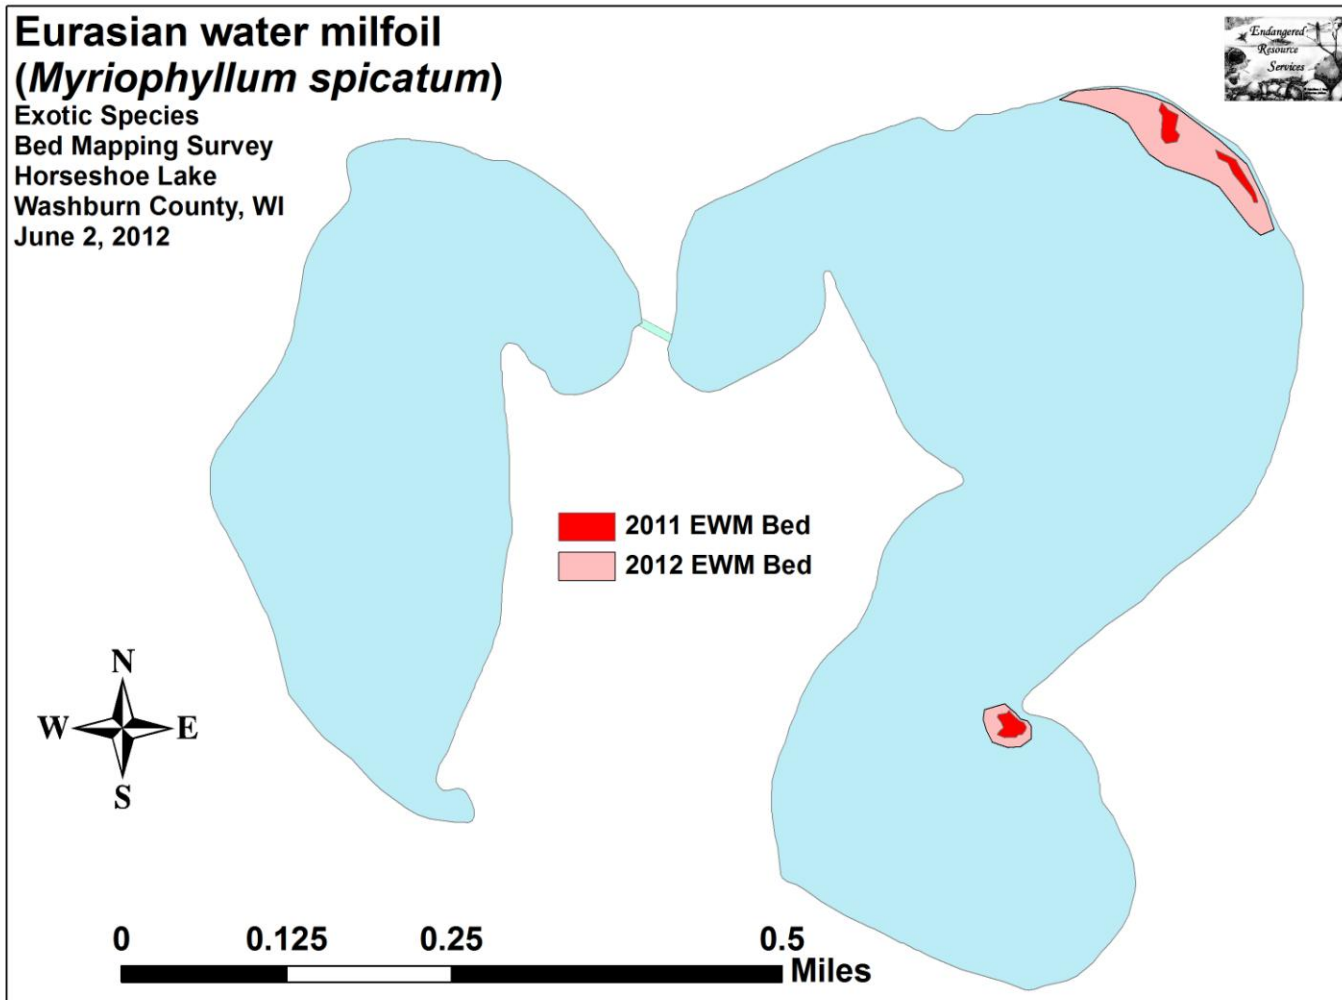 Eurasian water milfoil
(Myriophyllum spicatum)
Exotic Species
Bed Mapping Survey
Horseshoe Lake
Washburn County, WI
June 2, 2012
Endangered
Resource
Services
2011 EWM Bed
2012 EWM Bed
N
W E
S
0 0.125 0.25 0.5
Miles